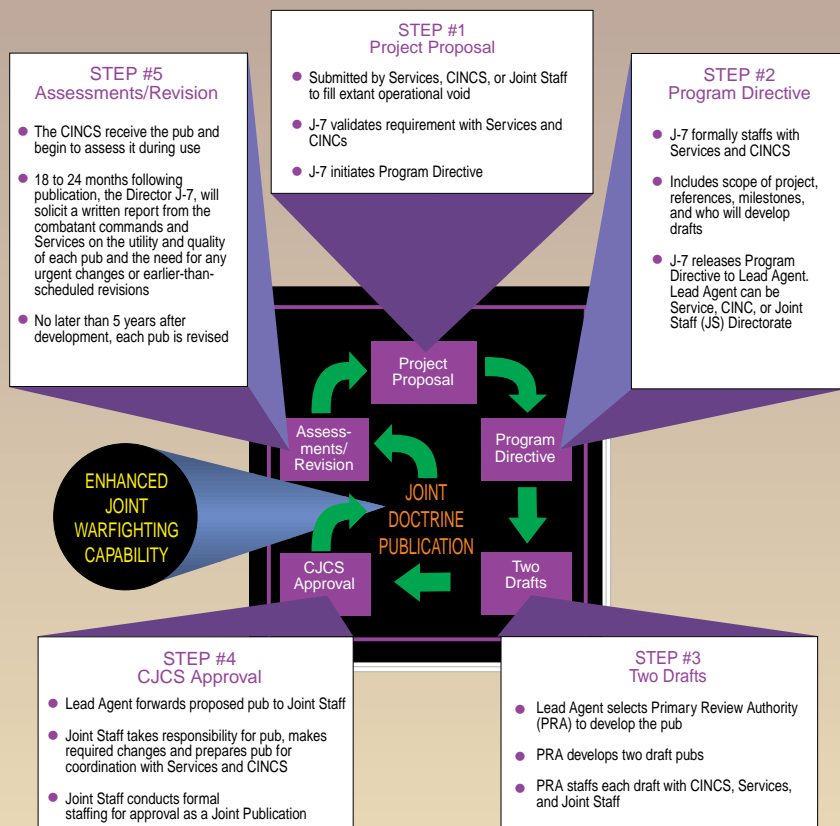 STEP #1
Project Proposal
● Submitted by Services, CINCS, or Joint Staff
to fill extant operational void
● J-7 validates requirement with Services and
CINCs
● J-7 initiates Program Directive
STEP #5
Assessments/Revision
● The CINCS receive the pub and
begin to assess it during use
● 18 to 24 months following
publication, the Director J-7, will
solicit a written report from the
combatant commands and
Services on the utility and quality
of each pub and the need for any
urgent changes or earlier-than-
scheduled revisions
● No later than 5 years after
development, each pub is revised
STEP #2
Program Directive
● J-7 formally staffs with
Services and CINCS
● Includes scope of project,
references, milestones,
and who will develop
drafts
● J-7 releases Program
Directive to Lead Agent.
Lead Agent can be
Service, CINC, or Joint
Staff (JS) Directorate
Project
Proposal
Assess-
ments/
Revision
Program
Directive
ENHANCED
JOINT
WARFIGHTING
CAPABILITY
JOINT
DOCTRINE
PUBLICATION
CJCS
Approval
Two
Drafts
STEP #4
CJCS Approval
● Lead Agent forwards proposed pub to Joint Staff
● Joint Staff takes responsibility for pub, makes
required changes and prepares pub for
coordination with Services and CINCS
● Joint Staff conducts formal
staffing for approval as a Joint Publication
STEP #3
Two Drafts
● Lead Agent selects Primary Review Authority
(PRA) to develop the pub
● PRA develops two draft pubs
● PRA staffs each draft with CINCS, Services,
and Joint Staff